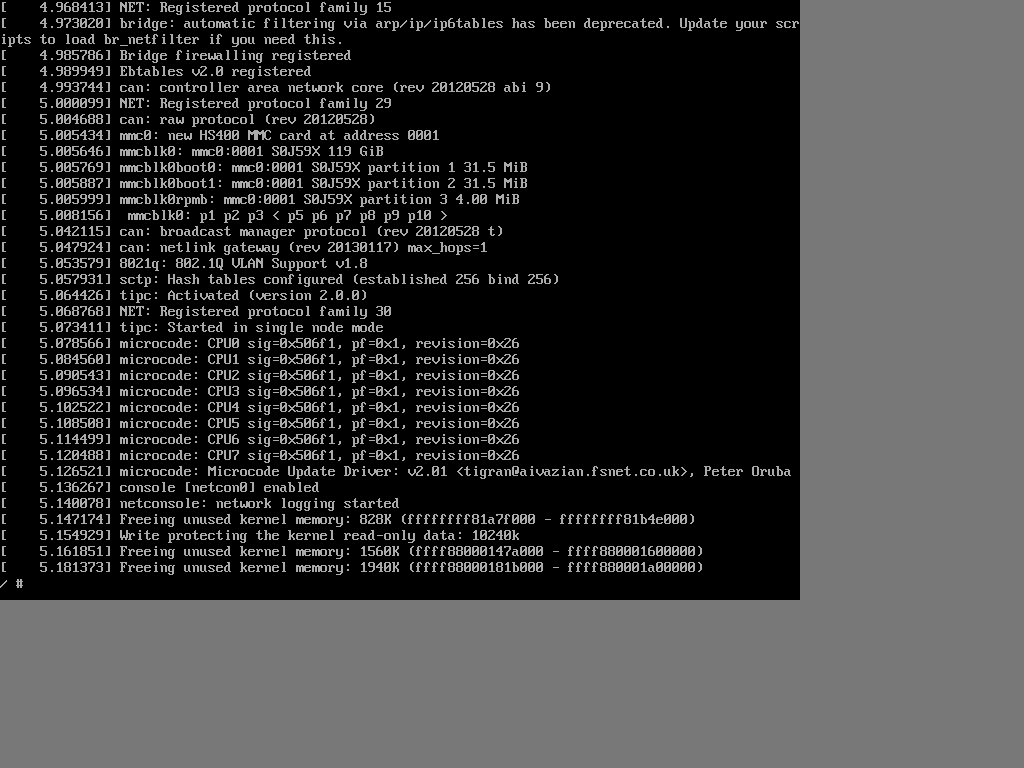 [    4.968413] NET: Registered protocol family 15
[    4.973020] bridge: automatic filtering via arp/ip/ip6tables has been deprecated. Update your scr
ipts to load br_netfilter if you need this.
[    4.985786] Bridge firewalling registered
[    4.989949] Ebtables v2.0 registered
[    4.993744] can: controller area network core (rev 20120528 abi 9)
[    5.000099] NET: Registered protocol family 29
[    5.004688] can: raw protocol (rev 20120528)
[    5.005434] mmc0: new HS400 MMC card at address 0001
[    5.005646] mmcblk0: mmc0:0001 S0J59X 119 GiB
[    5.005769] mmcblk0boot0: mmc0:0001 S0J59X partition 1 31.5 MiB
[    5.005887] mmcblk0boot1: mmc0:0001 S0J59X partition 2 31.5 MiB
[    5.005999] mmcblk0rpmb: mmc0:0001 S0J59X partition 3 4.00 MiB
[    5.008156]  mmcblk0: p1 p2 p3 < p5 p6 p7 p8 p9 p10 >
[    5.042115] can: broadcast manager protocol (rev 20120528 t)
[    5.047924] can: netlink gateway (rev 20130117) max_hops=1
[    5.053579] 8021q: 802.1Q VLAN Support v1.8
[    5.057931] sctp: Hash tables configured (established 256 bind 256)
[    5.064426] tipc: Activated (version 2.0.0)
[    5.068768] NET: Registered protocol family 30
[    5.073411] tipc: Started in single node mode
[    5.078566] microcode: CPU0 sig=0x506f1, pf=0x1, revision=0x26
[    5.084560] microcode: CPU1 sig=0x506f1, pf=0x1, revision=0x26
[    5.090543] microcode: CPU2 sig=0x506f1, pf=0x1, revision=0x26
[    5.096534] microcode: CPU3 sig=0x506f1, pf=0x1, revision=0x26
[    5.102522] microcode: CPU4 sig=0x506f1, pf=0x1, revision=0x26
[    5.108508] microcode: CPU5 sig=0x506f1, pf=0x1, revision=0x26
[    5.114499] microcode: CPU6 sig=0x506f1, pf=0x1, revision=0x26
[    5.120488] microcode: CPU7 sig=0x506f1, pf=0x1, revision=0x26
[    5.126521] microcode: Microcode Update Driver: v2.01 <tigran@aivazian.fsnet.co.uk>, Peter Oruba
[    5.136267] console [netcon0] enabled
[    5.140078] netconsole: network logging started
[    5.147174] Freeing unused kernel memory: 828K (ffffffff81a7f000 - ffffffff81b4e000)
[    5.154929] Write protecting the kernel read-only data: 10240k
[    5.161851] Freeing unused kernel memory: 1560K (ffff88000147a000 - ffff880001600000)
[    5.181373] Freeing unused kernel memory: 1940K (ffff88000181b000 - ffff880001a00000)
/ #